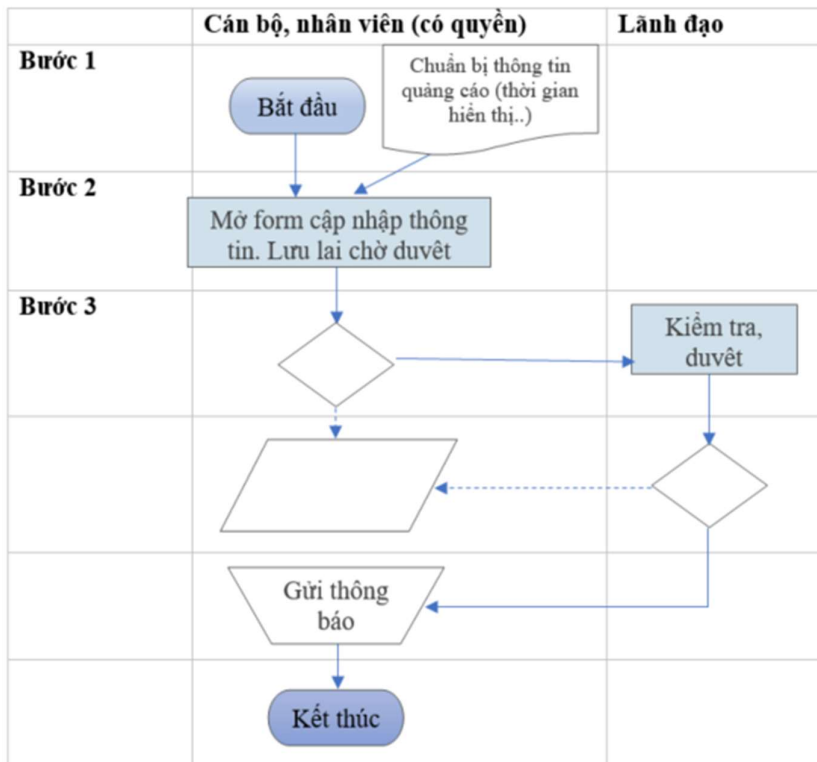 Cán bộ, nhân viên (có quyền)
Lãnh đạo
Bước 1
Bắt đầu
Chuẩn bị thông tin
quảng cáo (thời gian
hiển thị..)
Bước 2
Mở form cập nhập thông
tin. Lưu lai chờ duvêt
Bước 3
Kiểm tra,
duvêt
Gửi thông
báo
Kết thúc